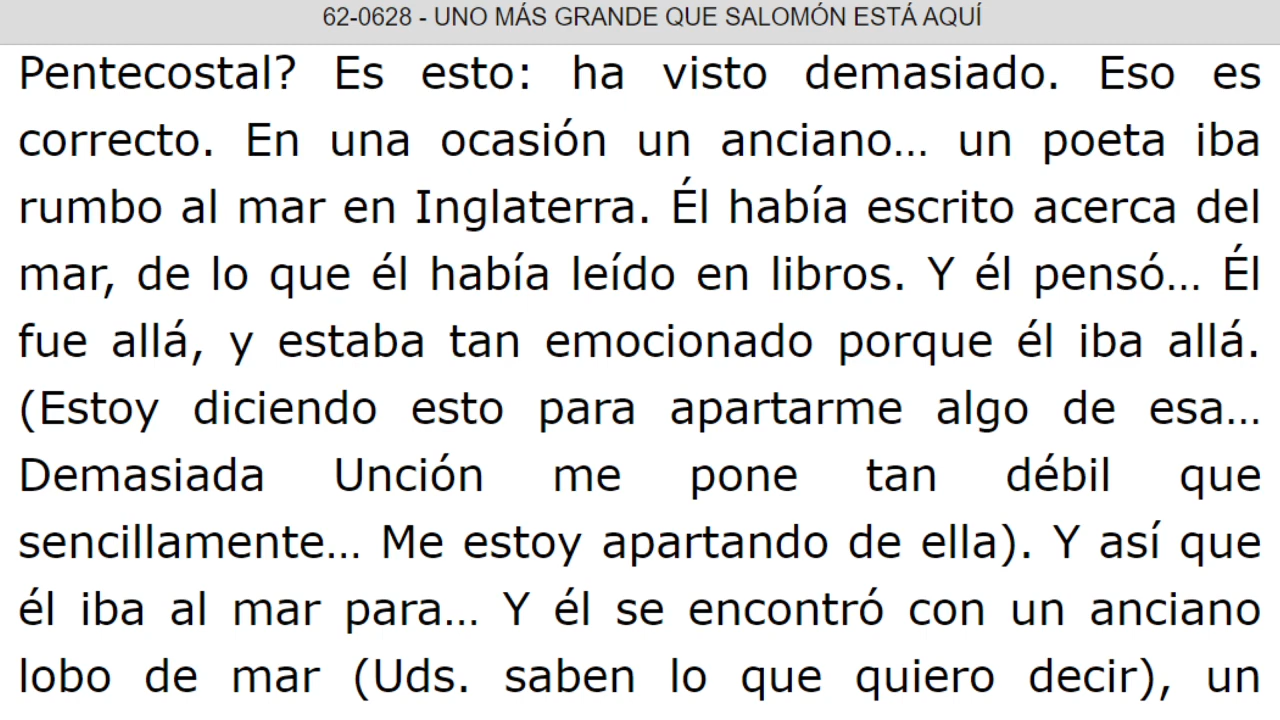 62-0628 - UNO MÁS GRANDE QUE SALOMÓN ESTÁ AQUÍ
Pentecostal? Es esto: ha visto demasiado. Eso es
correcto. En una ocasión un anciano… un poeta iba
rumbo al mar en Inglaterra. Él había escrito acerca del
mar, de lo que él había leído en libros. Y él pensó… Él
fue allá, y estaba tan emocionado porque él iba allá.
(Estoy diciendo esto para apartarme algo de esa…
Demasiada Unción me pone tan débil que
sencillamente… Me estoy apartando de ella). Y así que
él iba al mar para… Y él se encontró con un anciano
lobo de mar (Uds. saben lo que quiero decir), un